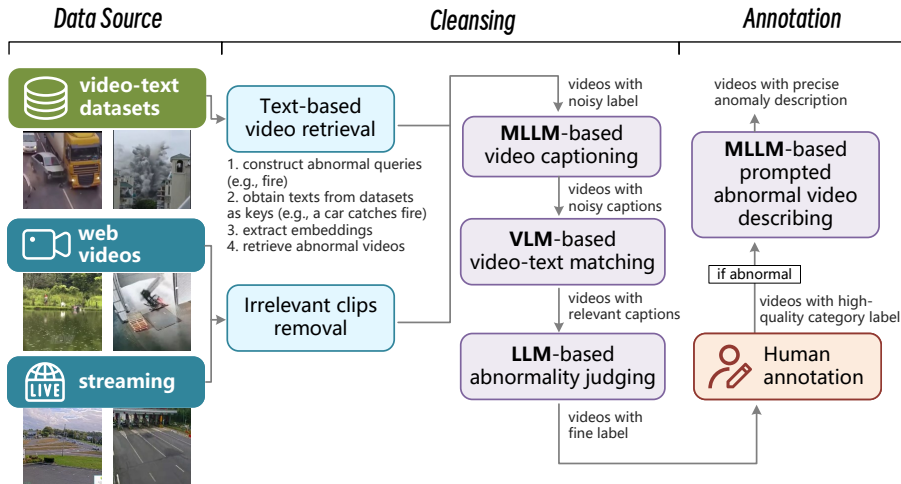 Data Source
Cleansing
Annotation
video-text
datasets
web
videos
LIVE
streaming
Text-based
video retrieval
1. construct abnormal queries
(e.g., fire)
2. obtain texts from datasets
as keys (e.g., a car catches fire)
3. extract embeddings
4. retrieve abnormal videos
Irrelevant clips
removal
videos with
noisy label
MLLM-based
video captioning
videos with
noisy captions
VLM-based
video-text matching
videos with
relevant captions
LLM-based
abnormality judging
videos with
fine label
videos with precise
anomaly description
MLLM-based
prompted
abnormal video
describing
if abnormal
videos with high-
quality category label
Human
annotation